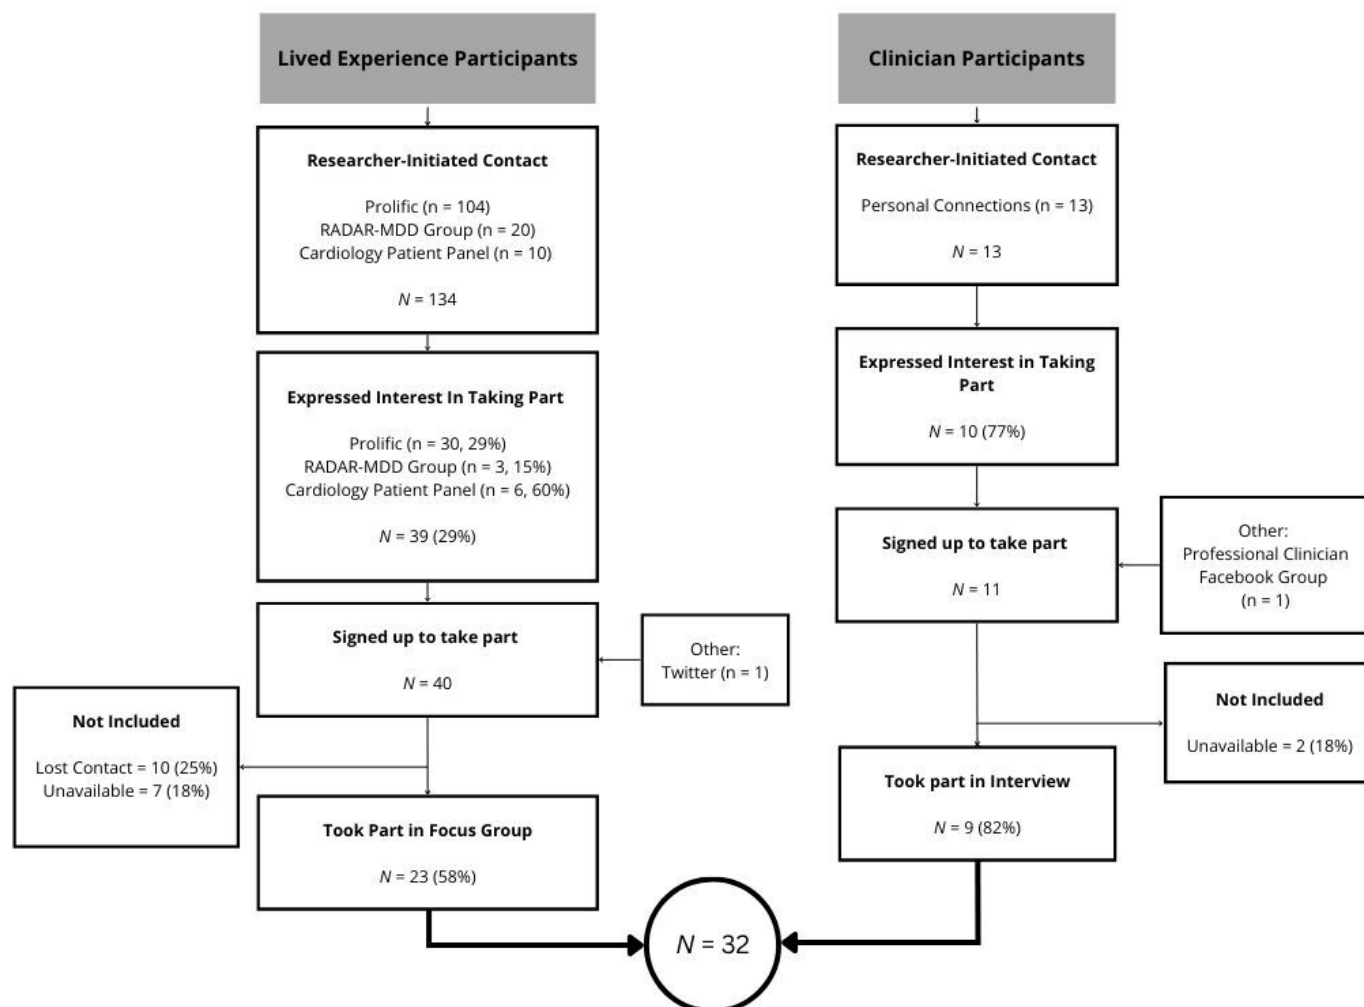 Lived Experience Participants
Researcher-Initiated Contact
Prolific (n = 104)
RADAR-MDD Group (n = 20)
Cardiology Patient Panel (n = 10)
N = 134
Expressed Interest In Taking Part
Prolific (n = 30, 29%)
RADAR-MDD Group (n = 3, 15%)
Cardiology Patient Panel (n = 6, 60%)
N = 39 (29%)
Signed up to take part
N = 40
Other:
Twitter (n = 1)
Not Included
Lost Contact = 10 (25%)
Unavailable = 7 (18%)
Took Part in Focus Group
N = 23 (58%)
Clinician Participants
Researcher-Initiated Contact
Personal Connections (n = 13)
N = 13
Expressed Interest in Taking
Part
N = 10 (77%)
Signed up to take part
N = 11
Other:
Professional Clinician
Facebook Group
(n = 1)
Not Included
Unavailable = 2 (18%)
Took part in Interview
N = 9 (82%)
N = 32